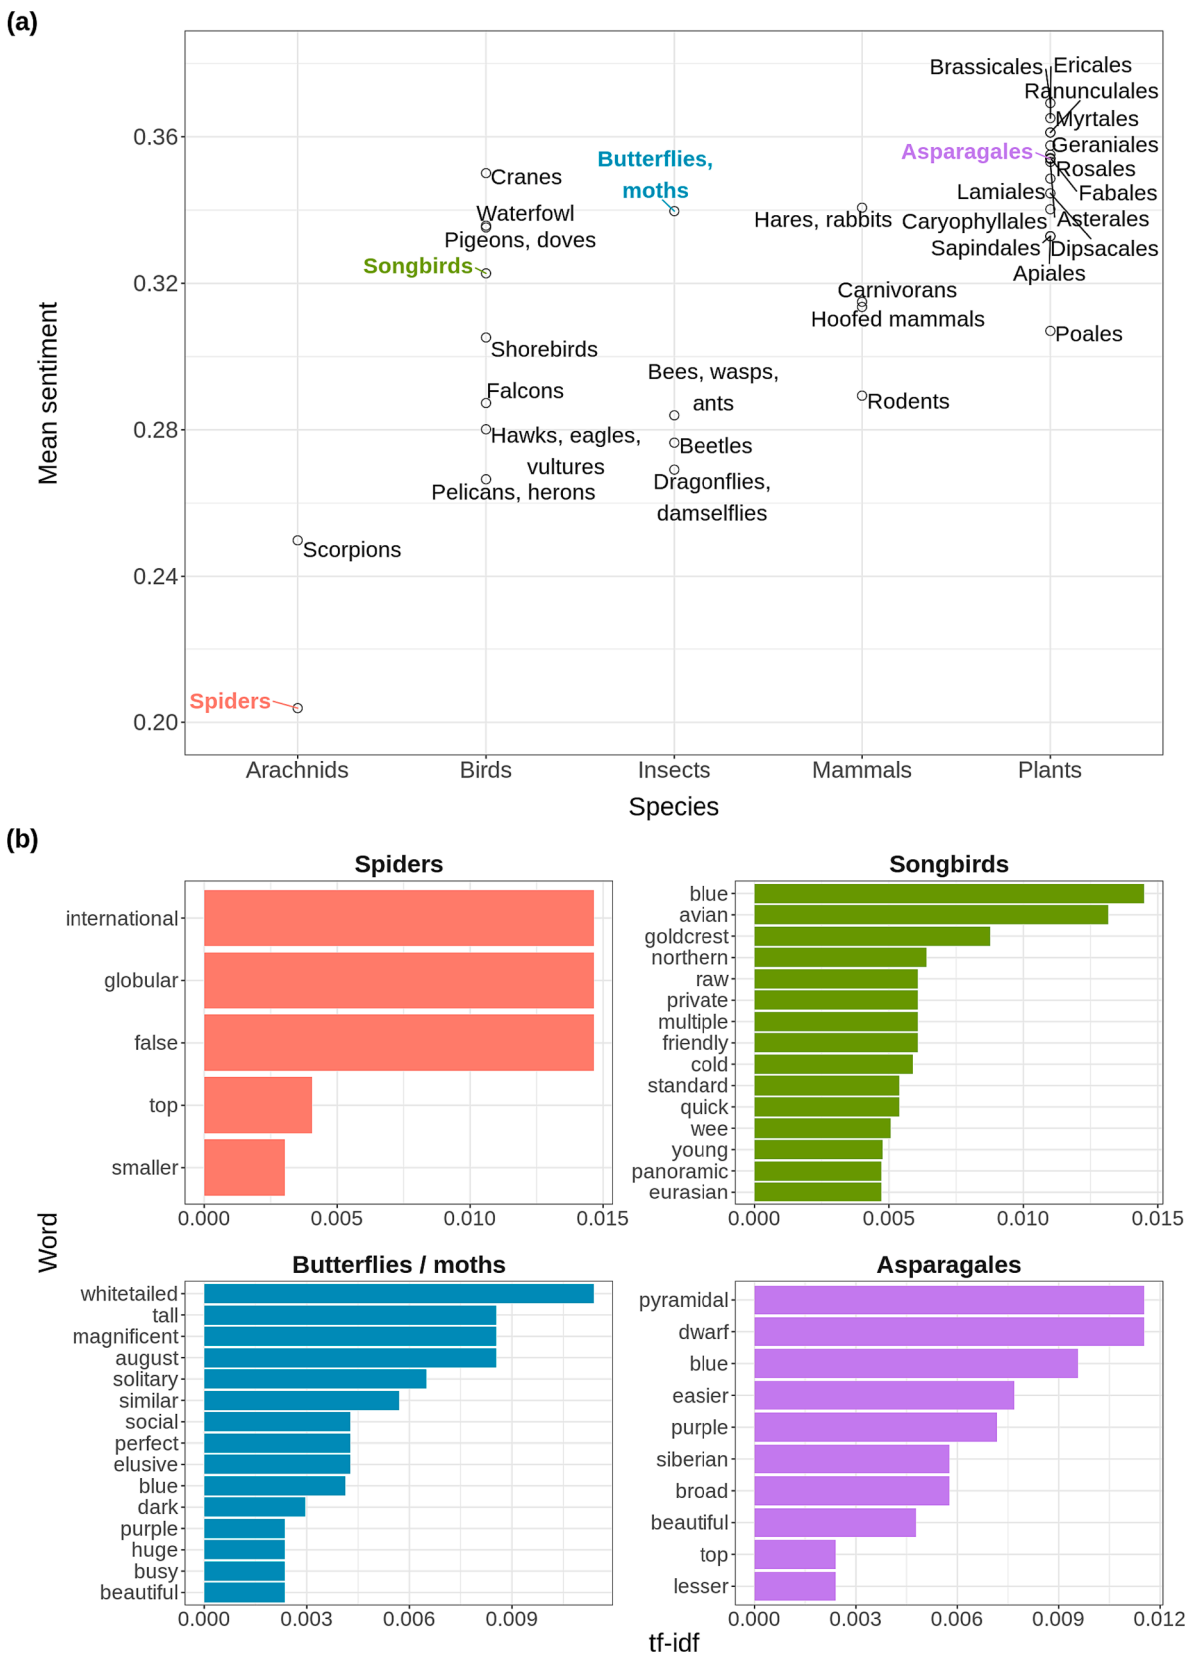 (a)
Mean sentiment
0.36
0.32
0.28
0.24
0.20
Brassicales
Ericales
Ranunculales
Myrtales
Geraniales
Asparagales
Rosales
Lamiales
Fabales
Caryophyllales
Asterales
Sapindales
Dipsacales
Apiales
Poales
Butterflies,
moths
Cranes
Waterfowl
Pigeons, doves
Songbirds
Hares, rabbits
Carnivorans
Hoofed mammals
Shorebirds
Falcons
Hawks, eagles,
vultures
Pelicans, herons
Bees, wasps,
ants
Beetles
Dragonflies,
damselflies
Rodents
Scorpions
Spiders
Arachnids
Birds
Insects
Mammals
Plants
Species
(b)
Word
Spiders
international
globular
false
top
smaller
0.000
0.005
0.010
0.015
Songbirds
blue
avian
goldcrest
northern
raw
private
multiple
friendly
cold
standard
quick
wee
young
panoramic
eurasian
0.000
0.005
0.010
0.015
Butterflies / moths
whitetailed
tall
magnificent
august
solitary
similar
social
perfect
elusive
blue
dark
purple
huge
busy
beautiful
0.000
0.003
0.006
0.009
Asparagales
pyramidal
dwarf
blue
easier
purple
siberian
broad
beautiful
top
lesser
0.000
0.003
0.006
0.009
0.012
tf-idf